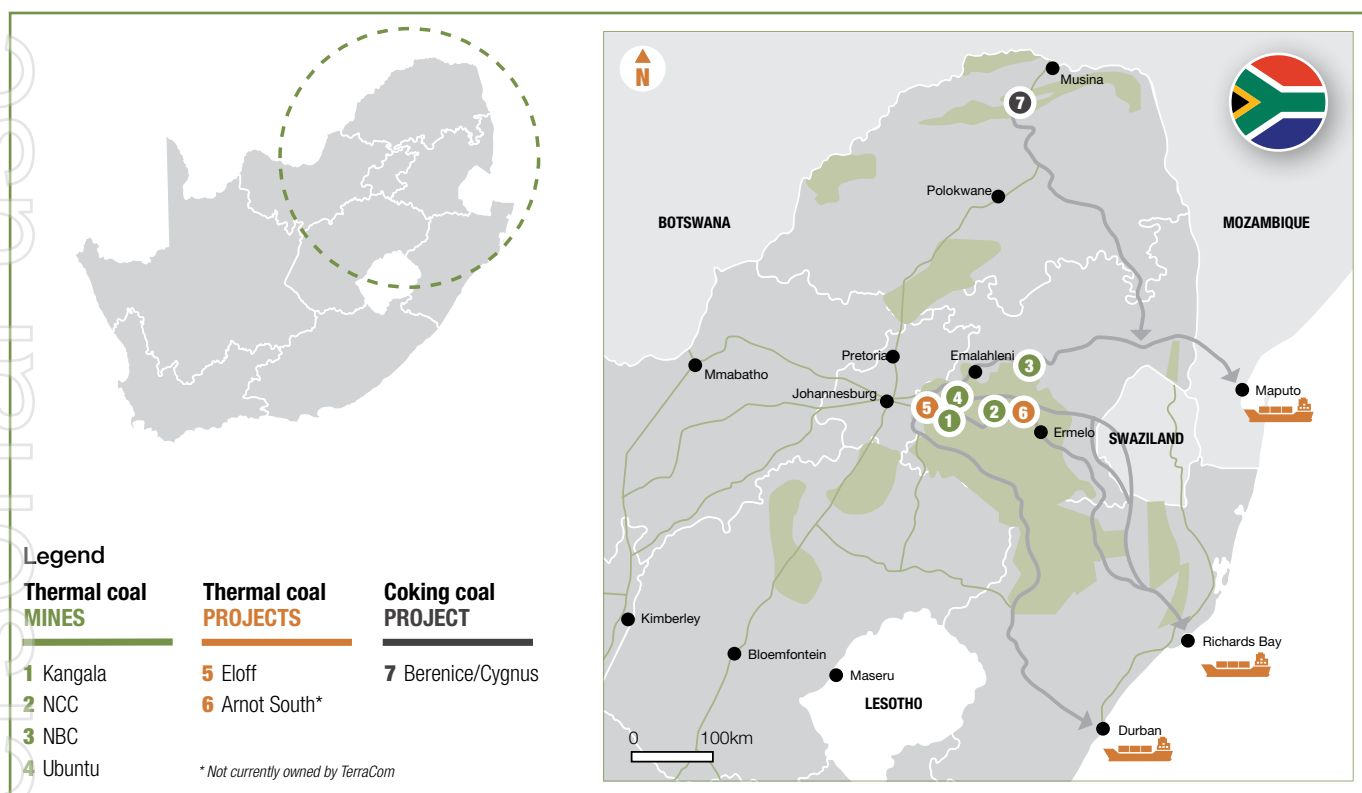 Legend
Thermal coal
MINES
1 Kangala
2 NCC
3 NBC
4 Ubuntu
Thermal coal
PROJECTS
5 Eloff
6 Arnot South*
* Not currently owned by TerraCom
Coking coal
PROJECT
7 Berenice/Cygnus
N
Musina
7
Polokwane
BOTSWANA
MOZAMBIQUE
Pretoria
Emalahleni
3
Mmabatho
Johannesburg
Maputo
4
5
2
6
1
Ermelo
SWAZILAND
Kimberley
Richards Bay
Bloemfontein
Maseru
LESOTHO
Durban
0 100km